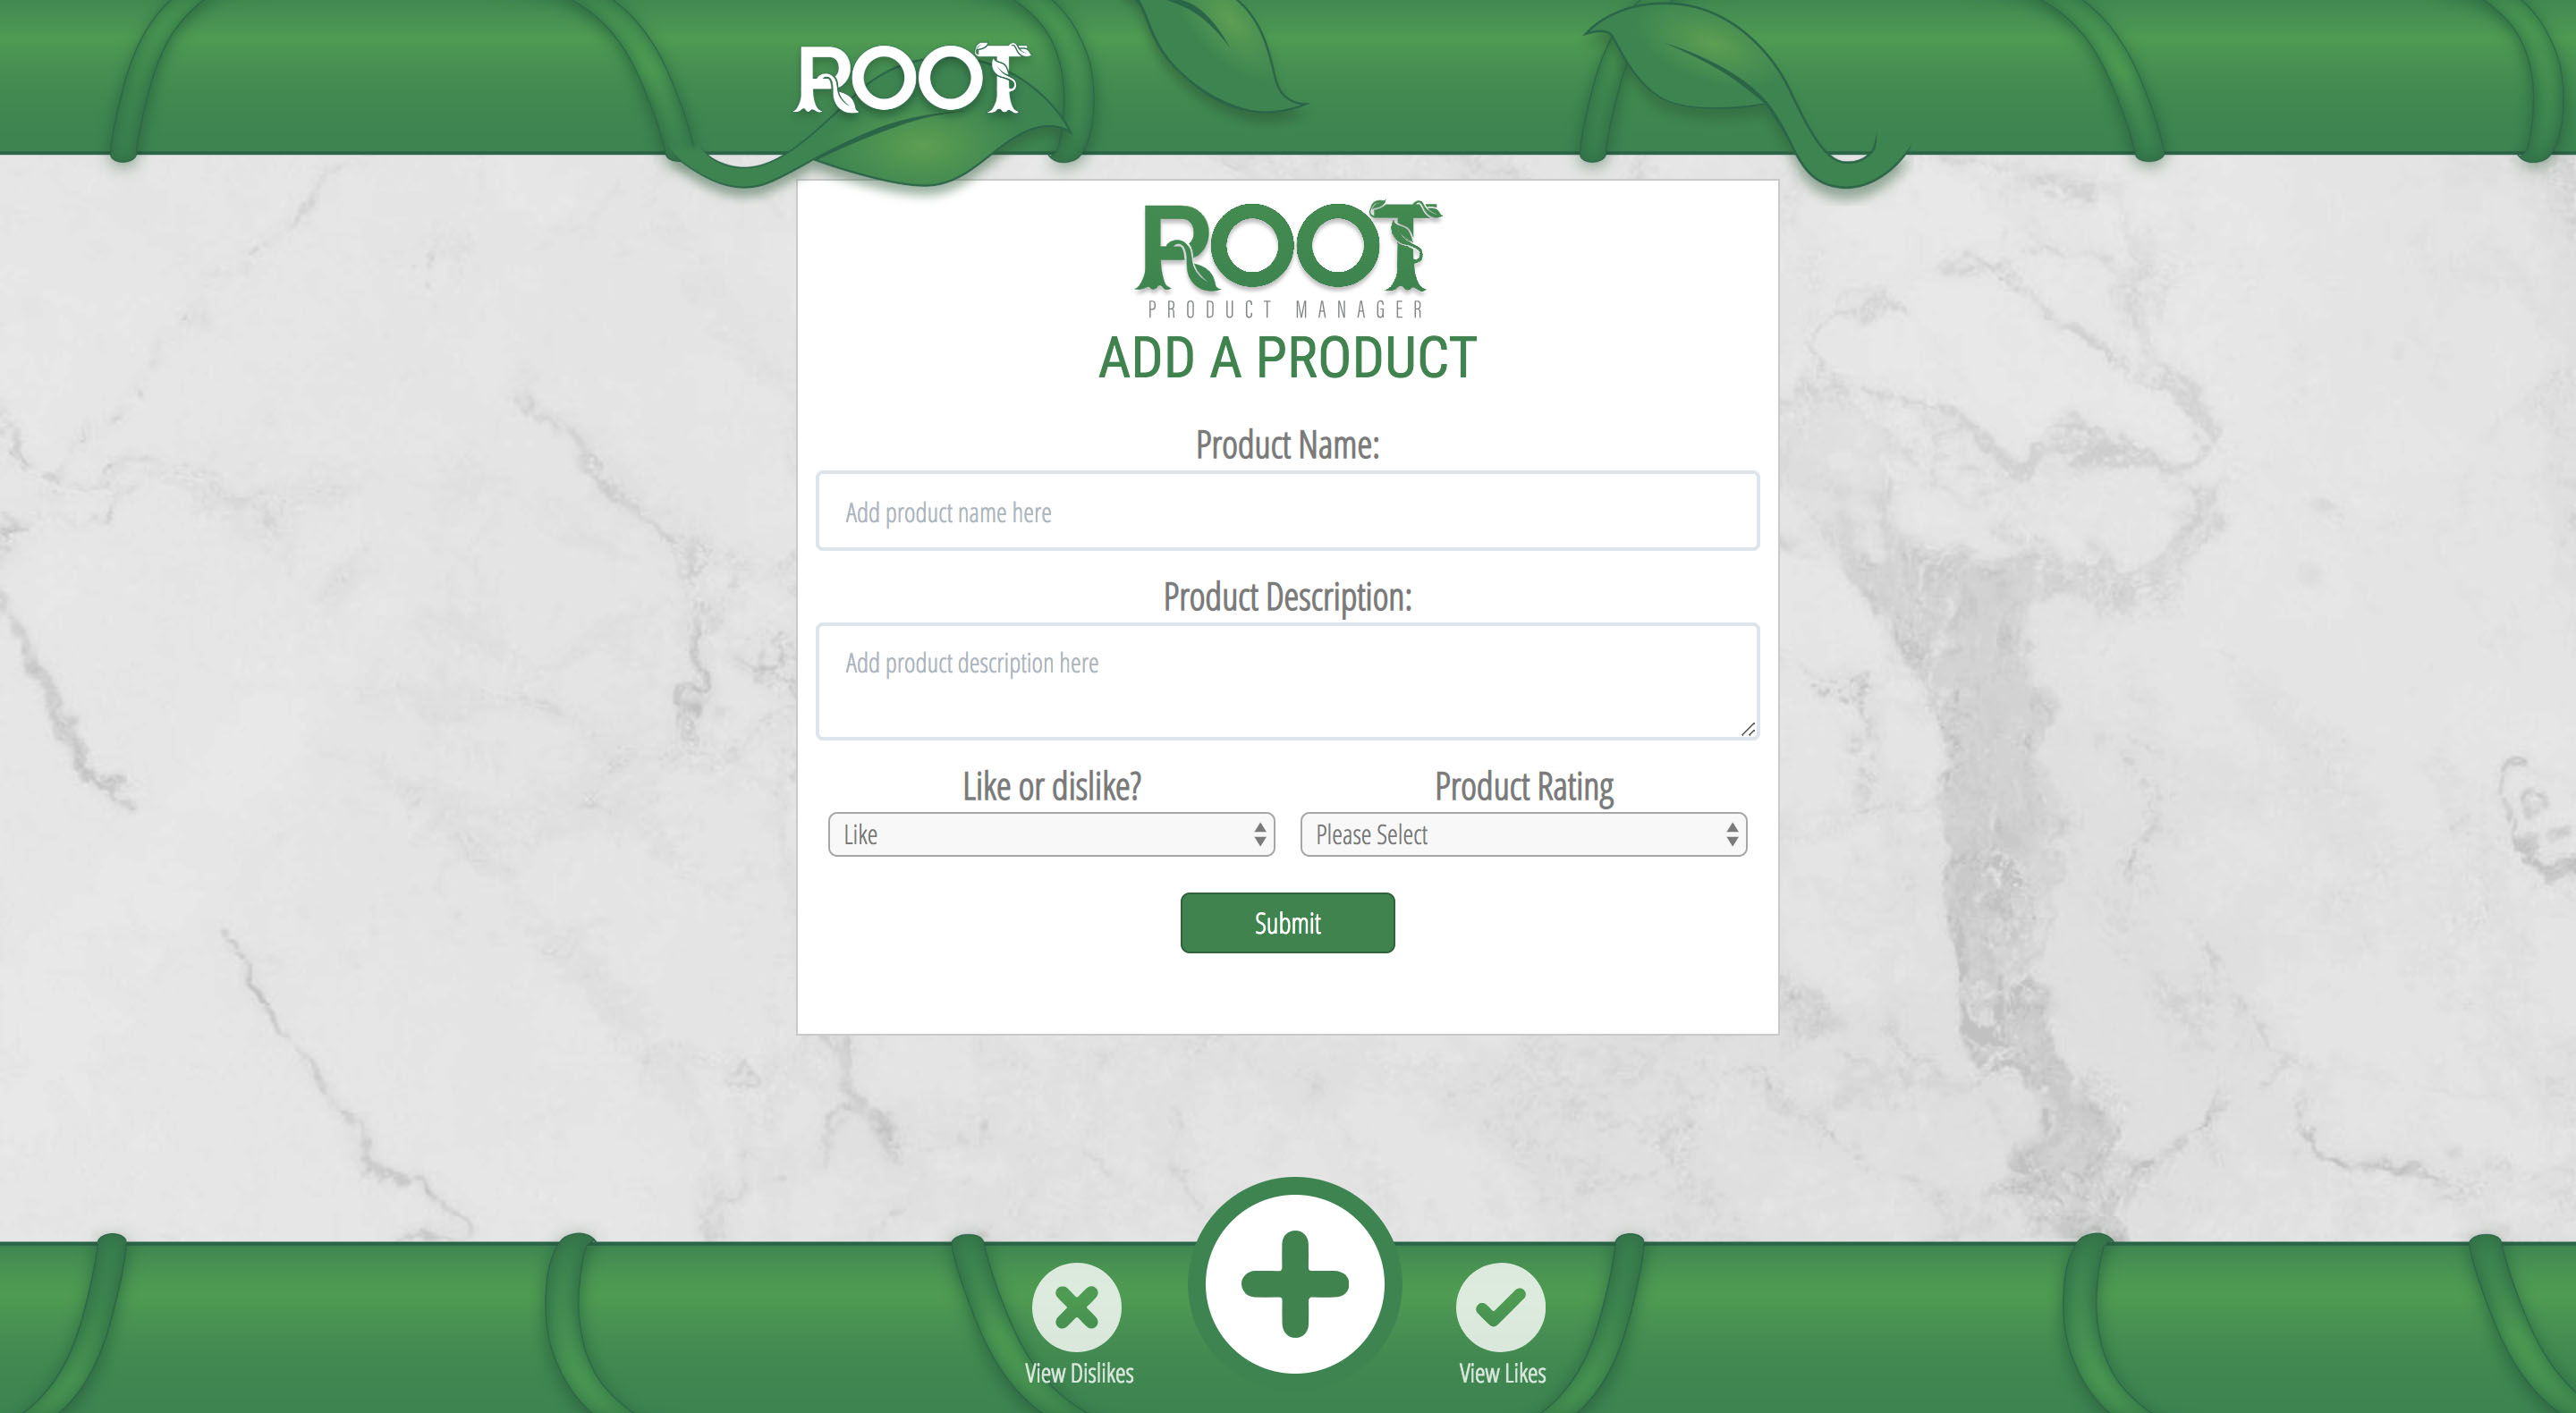 ROOT
ROOT
PRODUCT MANAGER
ADD A PRODUCT
Product Name:
Add product name here
Product Description:
Add product description here
Like or dislike?
Product Rating
Like
Please Select
Submit
View Dislikes
View Likes